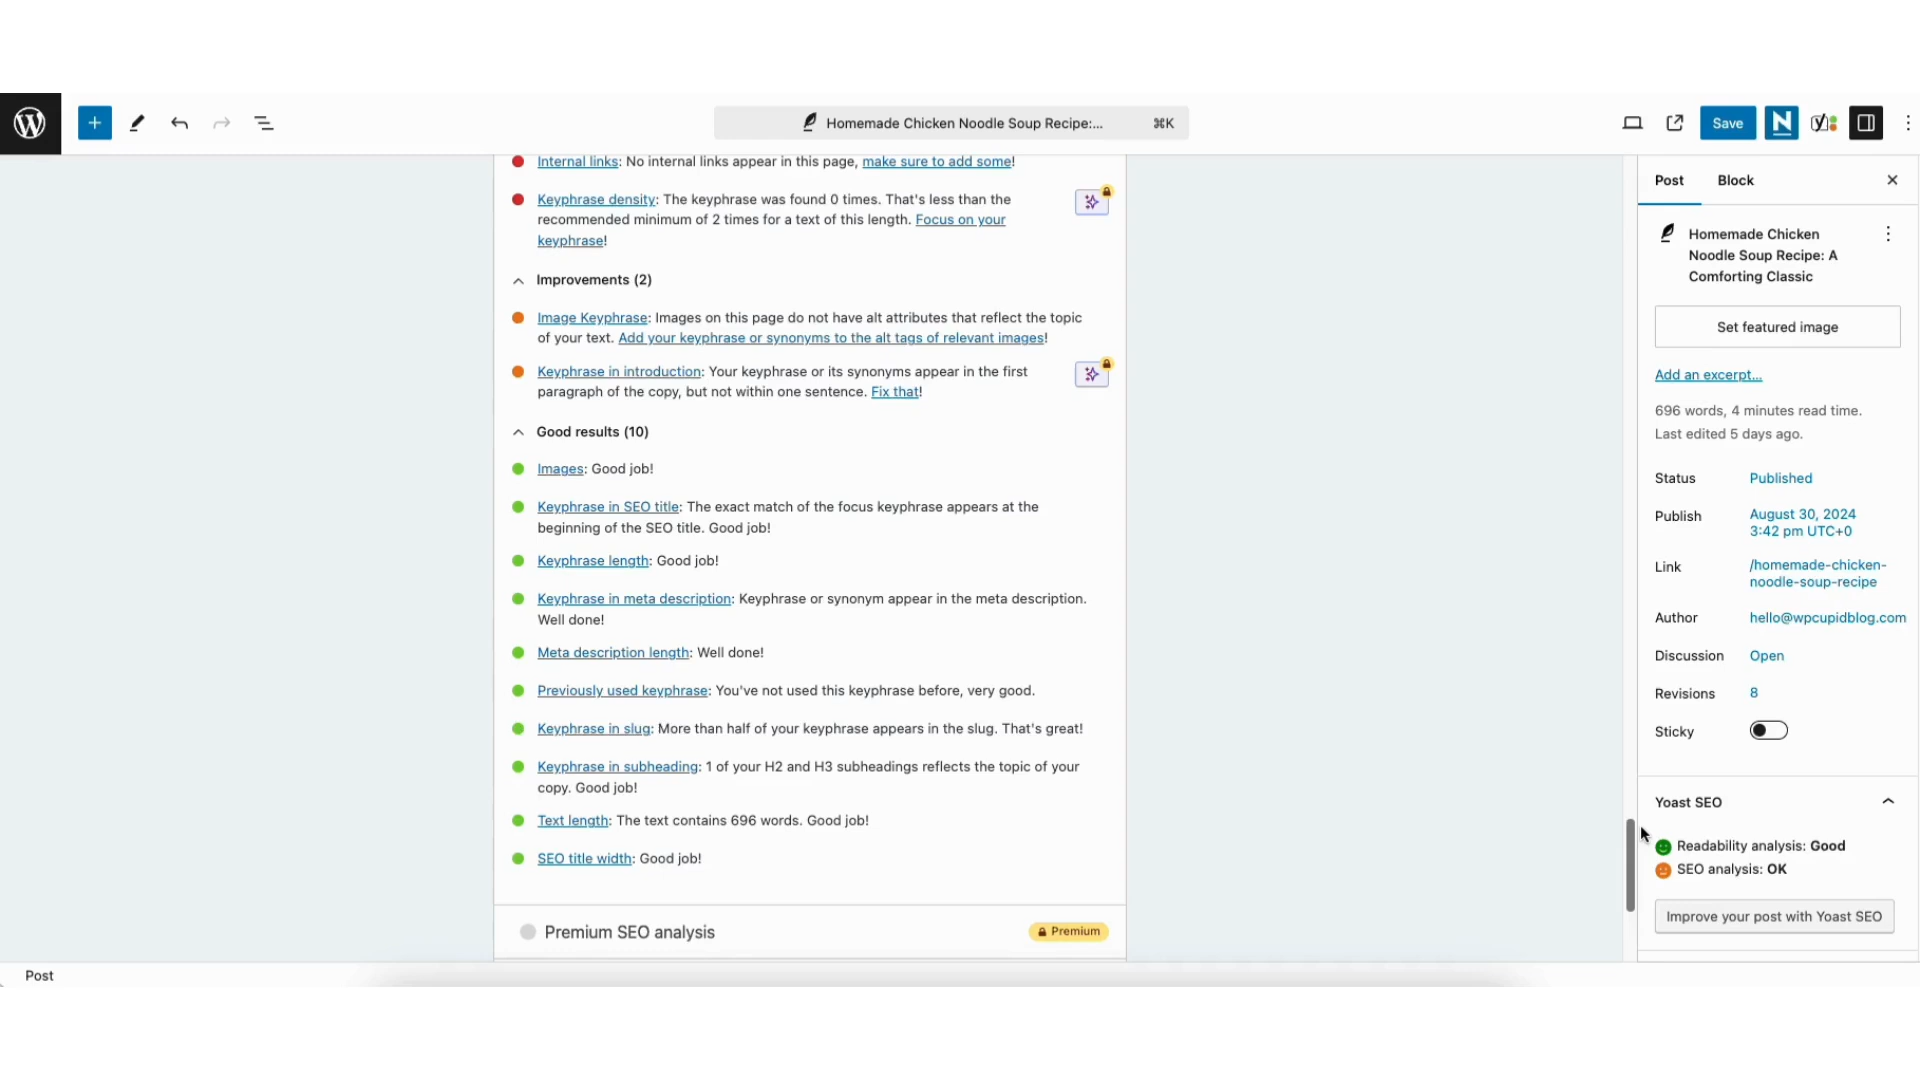 Homemade Chicken Noodle Soup Recipe:... ⌘K
Save
Internal links: No internal links appear in this page, make sure to add some!
Keyphrase density: The keyphrase was found 0 times. That's less than the
recommended minimum of 2 times for a text of this length. Focus on your
keyphrase!
Improvements (2)
Image Keyphrase: Images on this page do not have alt attributes that reflect the topic
of your text. Add your keyphrase or synonyms to the alt tags of relevant images!
Keyphrase in introduction: Your keyphrase or its synonyms appear in the first
paragraph of the copy, but not within one sentence. Fix that!
Good results (10)
Images: Good job!
Keyphrase in SEO title: The exact match of the focus keyphrase appears at the
beginning of the SEO title. Good job!
Keyphrase length: Good job!
Keyphrase in meta description: Keyphrase or synonym appear in the meta description.
Well done!
Meta description length: Well done!
Previously used keyphrase: You've not used this keyphrase before, very good.
Keyphrase in slug: More than half of your keyphrase appears in the slug. That's great!
Keyphrase in subheading: 1 of your H2 and H3 subheadings reflects the topic of your
copy. Good job!
Text length: The text contains 696 words. Good job!
SEO title width: Good job!
Premium SEO analysis
Premium
Post Block
Homemade Chicken
Noodle Soup Recipe: A
Comforting Classic
Set featured image
Add an excerpt...
696 words, 4 minutes read time.
Last edited 5 days ago.
Status Published
Publish August 30, 2024
3:42 pm UTC+0
Link /homemade-chicken-
noodle-soup-recipe
Author hello@wpcupidblog.com
Discussion Open
Revisions 8
Sticky
Yoast SEO
Readability analysis: Good
SEO analysis: OK
Improve your post with Yoast SEO
Post